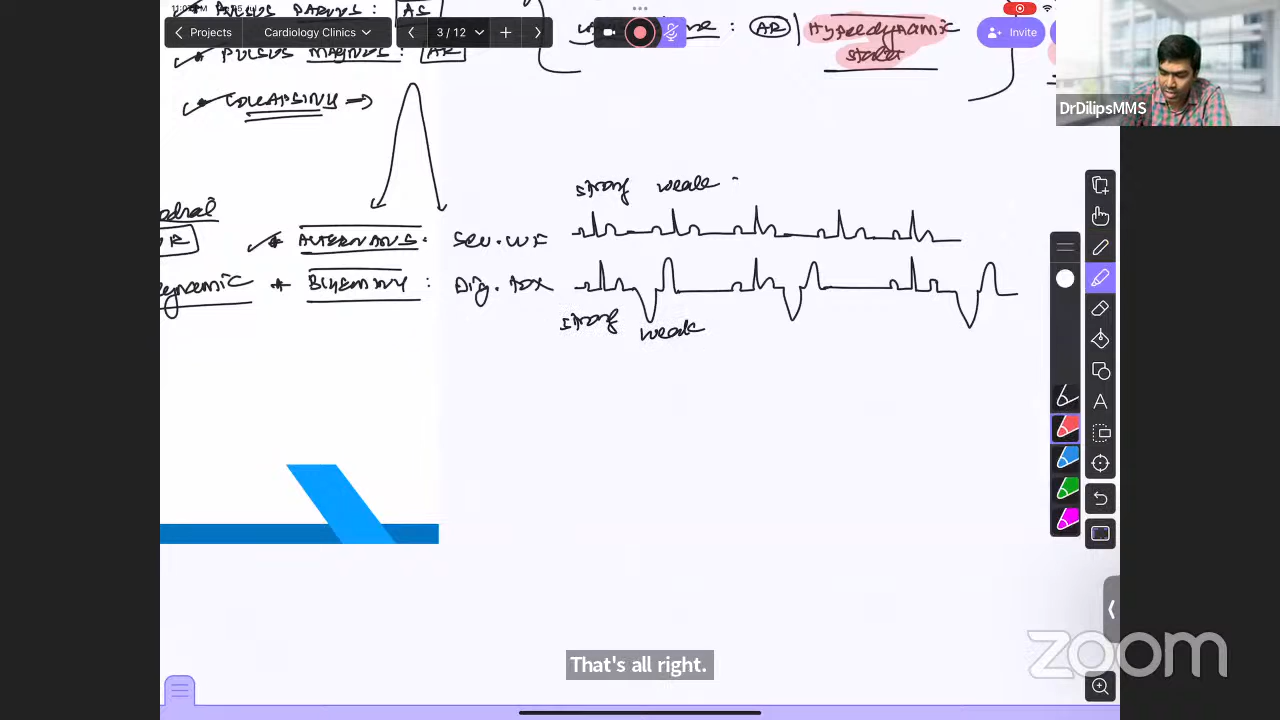 PULSUS PARVUS : AS
Projects
Cardiology Clinics
3 / 12
AR
Hyperdynamic
state
Invite
PULSUS MAGNUS : AR
COLLAPSING →
DrDilipsMMS
strong weak
ALTERNANS : Sev. LVF
BIGEMINY : Dig. tox
strong
weak
That's all right.
zoom